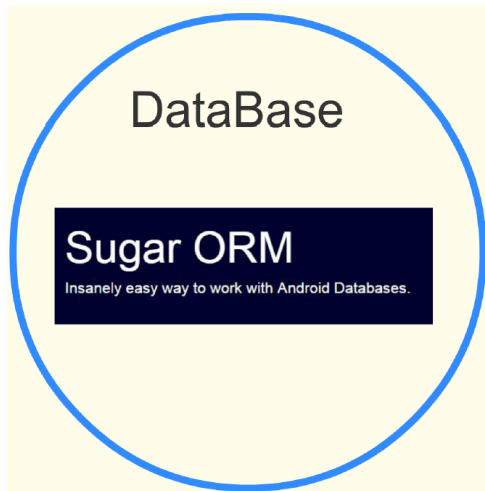 DataBase
Sugar ORM
Insanely easy way to work with Android Databases.